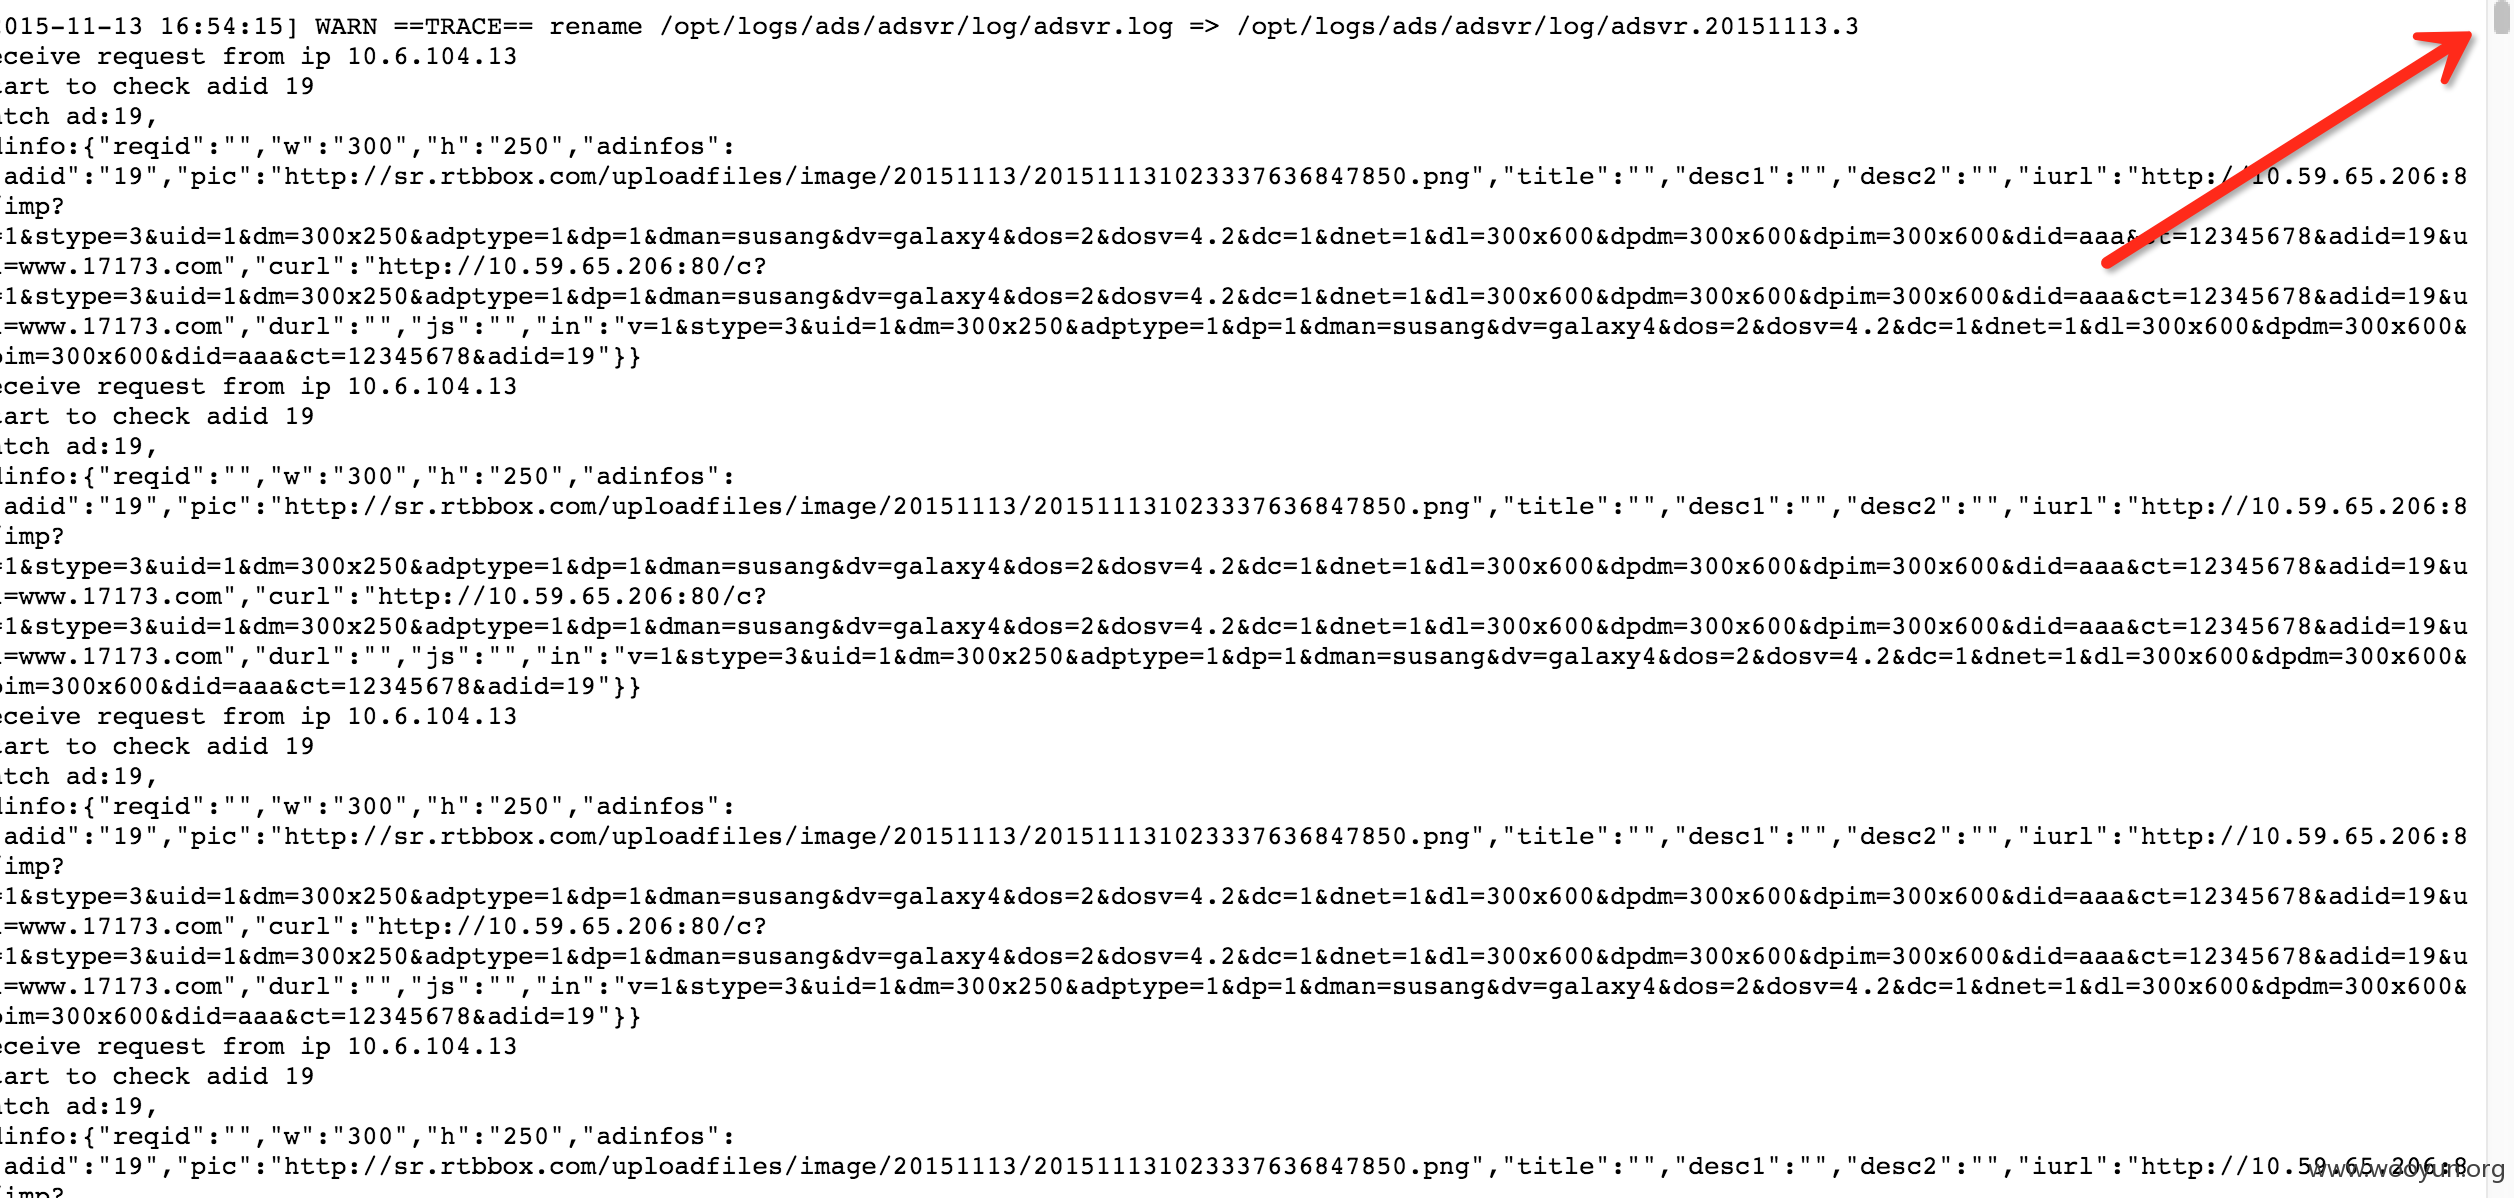 015-11-13 16:54:15] WARN ==TRACE== rename /opt/logs/ads/adsvr/log/adsvr.log => /opt/logs/ads/adsvr/log/adsvr.20151113.3
ceive request from ip 10.6.104.13
art to check adid 19
tch ad:19,
info:{"reqid":"","w":"300","h":"250","adinfos":
adid":"19","pic":"http://sr.rtbbox.com/uploadfiles/image/20151113/20151113102333763684​7850.png","title":"","desc1":"","desc2":"","iurl":"http://10.59.65.206:8
imp?
=1&stype=3&uid=1&dm=300x250&adptype=1&dp=1&dman=susang&dv=galaxy4&dos=2&dosv=4.2&dc=1&dnet=1&dl=300x600&dpdm=300x600&dpim=300x600&did=aaa&ct=12345678&adid=19&u
=www.17173.com","curl":"http://10.59.65.206:80/c?
=1&stype=3&uid=1&dm=300x250&adptype=1&dp=1&dman=susang&dv=galaxy4&dos=2&dosv=4.2&dc=1&dnet=1&dl=300x600&dpdm=300x600&dpim=300x600&did=aaa&ct=12345678&adid=19&u
=www.17173.com","durl":"","js":"","in":"v=1&stype=3&uid=1&dm=300x250&adptype=1&dp=1&dman=susang&dv=galaxy4&dos=2&dosv=4.2&dc=1&dnet=1&dl=300x600&dpdm=300x600&
pim=300x600&did=aaa&ct=12345678&adid=19"}}
ceive request from ip 10.6.104.13
art to check adid 19
tch ad:19,
info:{"reqid":"","w":"300","h":"250","adinfos":
adid":"19","pic":"http://sr.rtbbox.com/uploadfiles/image/20151113/201511131023337636847850.png","title":"","desc1":"","desc2":"","iurl":"http://10.59.65.206:8
imp?
=1&stype=3&uid=1&dm=300x250&adptype=1&dp=1&dman=susang&dv=galaxy4&dos=2&dosv=4.2&dc=1&dnet=1&dl=300x600&dpdm=300x600&dpim=300x600&did=aaa&ct=12345678&adid=19&u
=www.17173.com","curl":"http://10.59.65.206:80/c?
=1&stype=3&uid=1&dm=300x250&adptype=1&dp=1&dman=susang&dv=galaxy4&dos=2&dosv=4.2&dc=1&dnet=1&dl=300x600&dpdm=300x600&dpim=300x600&did=aaa&ct=12345678&adid=19&u
=www.17173.com","durl":"","js":"","in":"v=1&stype=3&uid=1&dm=300x250&adptype=1&dp=1&dman=susang&dv=galaxy4&dos=2&dosv=4.2&dc=1&dnet=1&dl=300x600&dpdm=300x600&
pim=300x600&did=aaa&ct=12345678&adid=19"}}
ceive request from ip 10.6.104.13
art to check adid 19
tch ad:19,
info:{"reqid":"","w":"300","h":"250","adinfos":
adid":"19","pic":"http://sr.rtbbox.com/uploadfiles/image/20151113/201511131023337636847850.png","title":"","desc1":"","desc2":"","iurl":"http://10.59.65.206:8
imp?
=1&stype=3&uid=1&dm=300x250&adptype=1&dp=1&dman=susang&dv=galaxy4&dos=2&dosv=4.2&dc=1&dnet=1&dl=300x600&dpdm=300x600&dpim=300x600&did=aaa&ct=12345678&adid=19&u
=www.17173.com","curl":"http://10.59.65.206:80/c?
=1&stype=3&uid=1&dm=300x250&adptype=1&dp=1&dman=susang&dv=galaxy4&dos=2&dosv=4.2&dc=1&dnet=1&dl=300x600&dpdm=300x600&dpim=300x600&did=aaa&ct=12345678&adid=19&u
=www.17173.com","durl":"","js":"","in":"v=1&stype=3&uid=1&dm=300x250&adptype=1&dp=1&dman=susang&dv=galaxy4&dos=2&dosv=4.2&dc=1&dnet=1&dl=300x600&dpdm=300x600&
pim=300x600&did=aaa&ct=12345678&adid=19"}}
ceive request from ip 10.6.104.13
art to check adid 19
tch ad:19,
info:{"reqid":"","w":"300","h":"250","adinfos":
adid":"19","pic":"http://sr.rtbbox.com/uploadfiles/image/20151113/201511131023337636847850.png","title":"","desc1":"","desc2":"","iurl":"http://10.59.65.206:8
imp?
www.wooyun.org